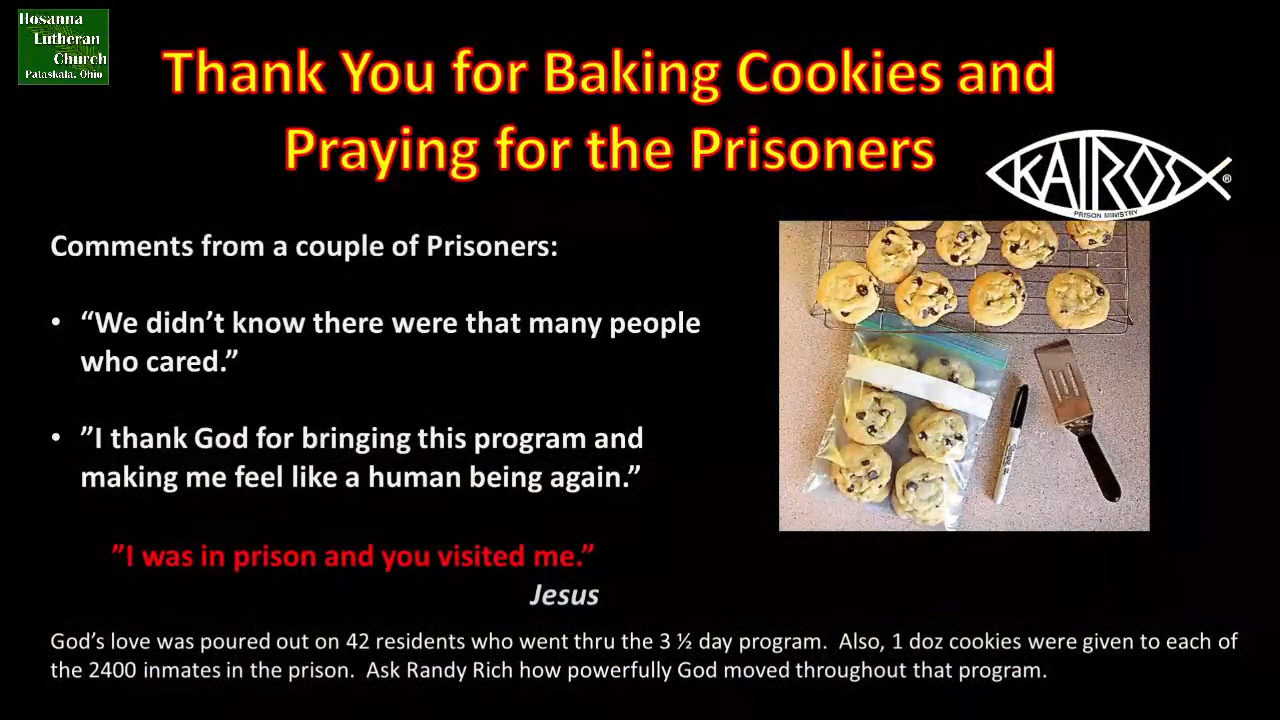 Hosanna
Lutheran
Church
Pataskala, Ohio
Thank You for Baking Cookies and
Praying for the Prisoners
KAIROS®
PRISON MINISTRY
Comments from a couple of Prisoners:
• “We didn’t know there were that many people
who cared.”
• ”I thank God for bringing this program and
making me feel like a human being again.”
”I was in prison and you visited me.”
Jesus
God’s love was poured out on 42 residents who went thru the 3 ½ day program.  Also, 1 doz cookies were given to each of
the 2400 inmates in the prison.  Ask Randy Rich how powerfully God moved throughout that program.